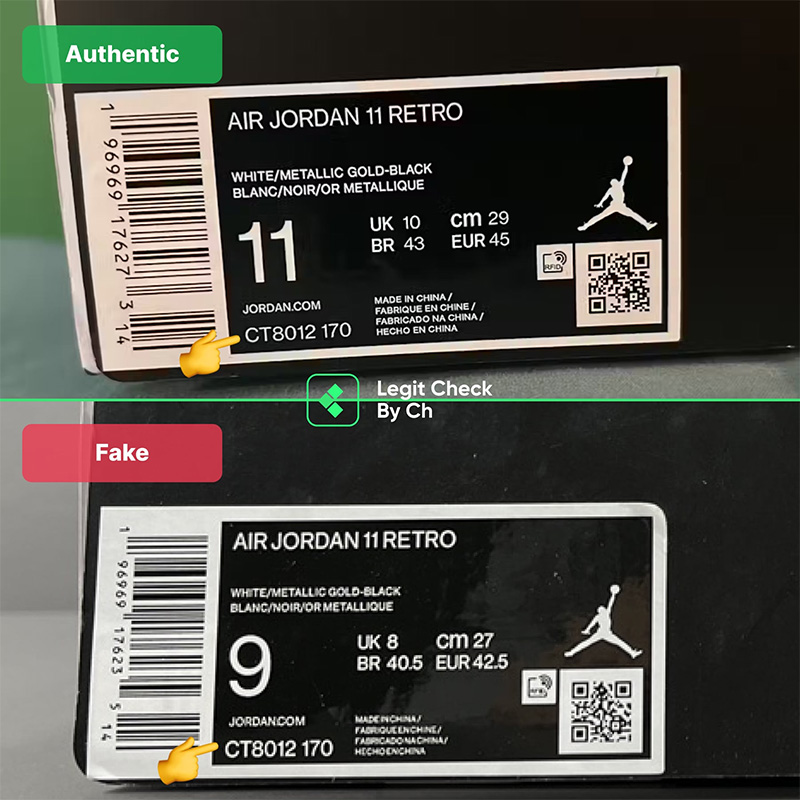 Authentic
AIR JORDAN 11 RETRO
WHITE/METALLIC GOLD-BLACK
BLANC/NOIR/OR METALLIQUE
11
UK 10 cm 29
BR 43 EUR 45
RFID
JORDAN.COM
CT8012 170
MADE IN CHINA /
FABRIQUE EN CHINE /
FABRICADO NA CHINA /
HECHO EN CHINA
1 96969 17627 3 14
Legit Check
By Ch
Fake
AIR JORDAN 11 RETRO
WHITE/METALLIC GOLD-BLACK
BLANC/NOIR/OR METALLIQUE
9
UK 8 cm 27
BR 40.5 EUR 42.5
RFID
JORDAN.COM
CT8012 170
MADE IN CHINA /
FABRIQUE EN CHINE /
FABRICADO NA CHINA /
HECHO EN CHINA
1 96969 17623 5 14